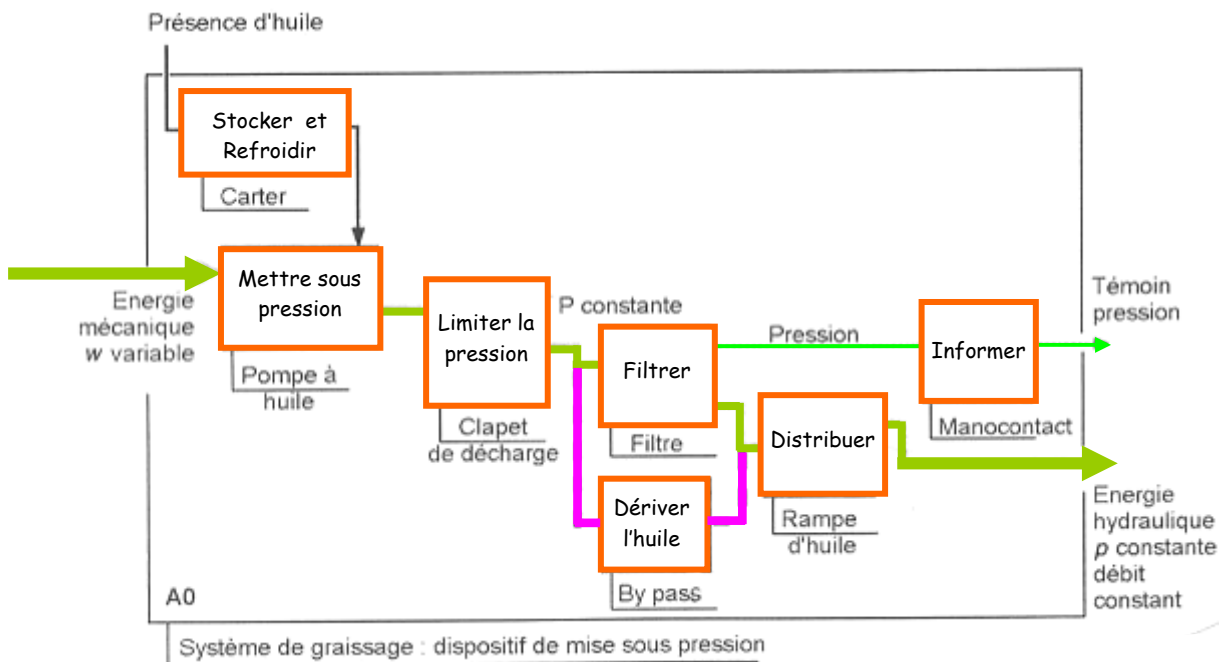 Présence d'huile
Stocker et
Refroidir
Carter
Mettre sous
pression
Energie
mécanique
w variable
Pompe à
huile
Limiter la
pression
P constante
Clapet
de décharge
Filtrer
Filtre
Pression
Informer
Témoin
pression
Manocontact
Distribuer
Rampe
d'huile
Dériver
l'huile
By pass
Energie
hydraulique
p constante
débit
constant
A0
Système de graissage : dispositif de mise sous pression